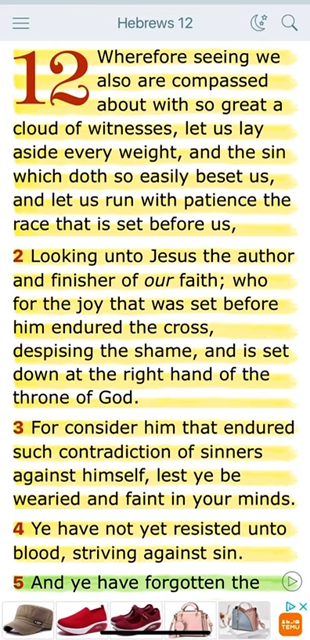 Hebrews 12
12 Wherefore seeing we
also are compassed
about with so great a
cloud of witnesses, let us lay
aside every weight, and the sin
which doth so easily beset us,
and let us run with patience the
race that is set before us,
2 Looking unto Jesus the author
and finisher of our faith; who
for the joy that was set before
him endured the cross,
despising the shame, and is set
down at the right hand of the
throne of God.
3 For consider him that endured
such contradiction of sinners
against himself, lest ye be
wearied and faint in your minds.
4 Ye have not yet resisted unto
blood, striving against sin.
5 And ye have forgotten the
TEMU